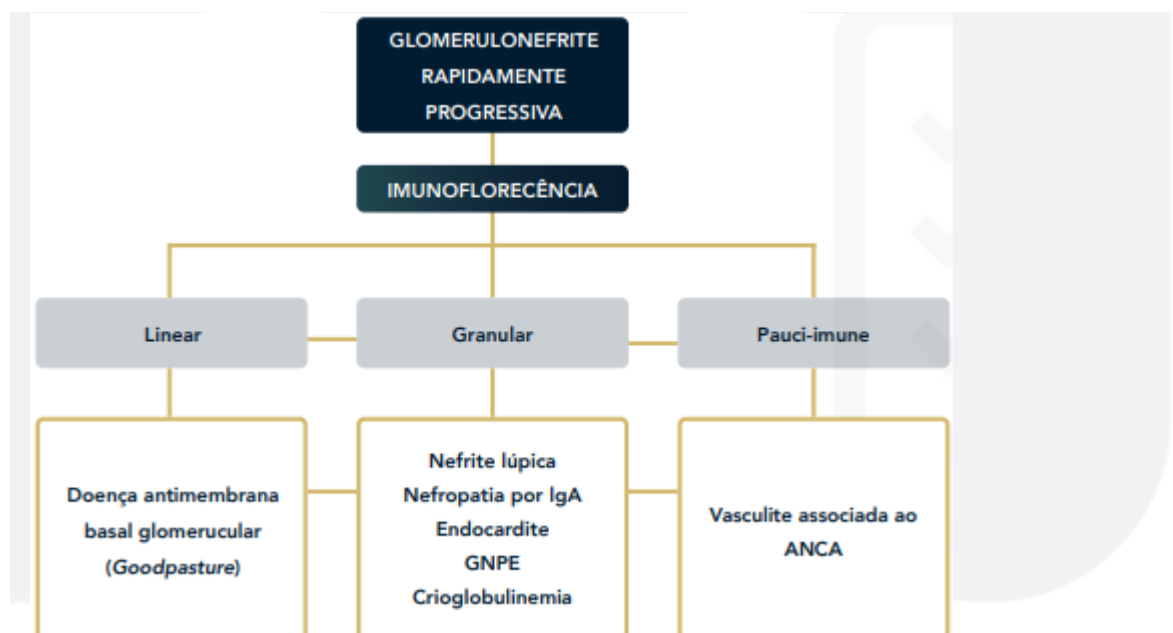 GLOMERULONEFRITE
RAPIDAMENTE
PROGRESSIVA
IMUNOFLORECÊNCIA
Linear
Granular
Pauci-imune
Doença antimembrana
basal glomerucular
(Goodpasture)
Nefrite lúpica
Nefropatia por IgA
Endocardite
GNPE
Crioglobulinemia
Vasculite associada ao
ANCA